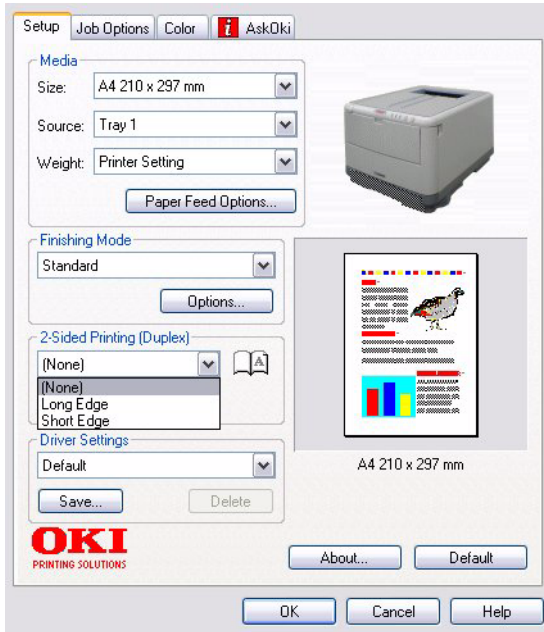 Setup Job Options Color i AskOki
Media
Size: A4 210 x 297 mm
Source: Tray 1
Weight: Printer Setting
Paper Feed Options...
Finishing Mode
Standard
Options...
2-Sided Printing (Duplex)
(None)
A
(None)
Long Edge
Short Edge
Driver Settings
Default
Save... Delete
A4 210 x 297 mm
OKI
PRINTING SOLUTIONS
About... Default
OK Cancel Help